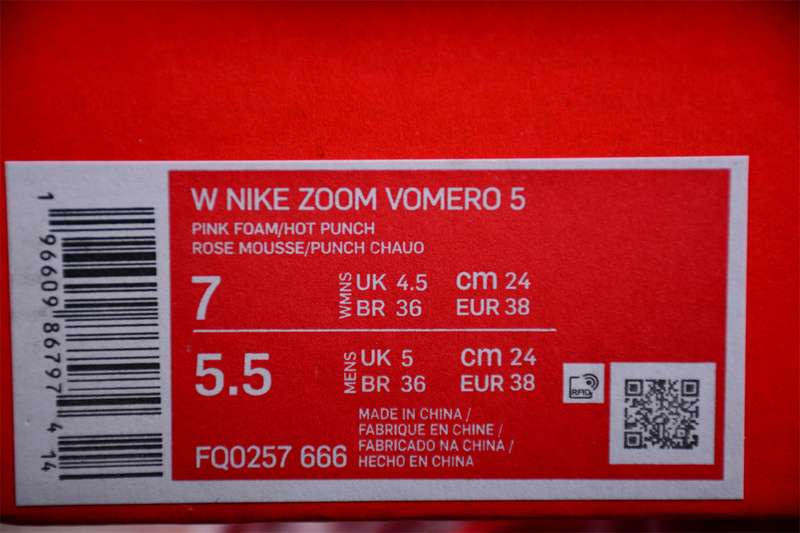 W NIKE ZOOM VOMERO 5
PINK FOAM/HOT PUNCH
ROSE MOUSSE/PUNCH CHAUO
7
WMNS
UK 4.5 cm 24
BR 36 EUR 38
5.5
MENS
UK 5 cm 24
BR 36 EUR 38
FQ0257 666
MADE IN CHINA /
FABRIQUE EN CHINE /
FABRICADO NA CHINA /
HECHO EN CHINA
RFID
1 96609 86797 4 14